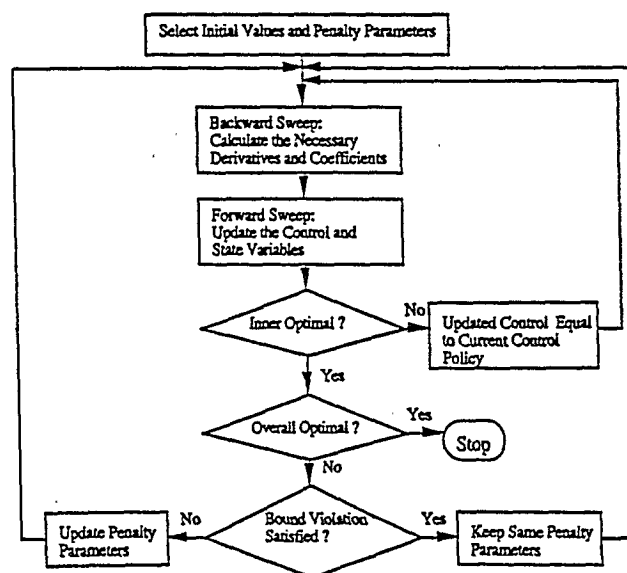 Select Initial Values and Penalty Parameters
Backward Sweep:
Calculate the Necessary
Derivatives and Coefficients
Forward Sweep:
Update the Control and
State Variables
Inner Optimal ?
No
Updated Control Equal
to Current Control
Policy
Yes
Overall Optimal ?
Yes
Stop
No
Update Penalty
Parameters
No
Bound Violation
Satisfied ?
Yes
Keep Same Penalty
Parameters